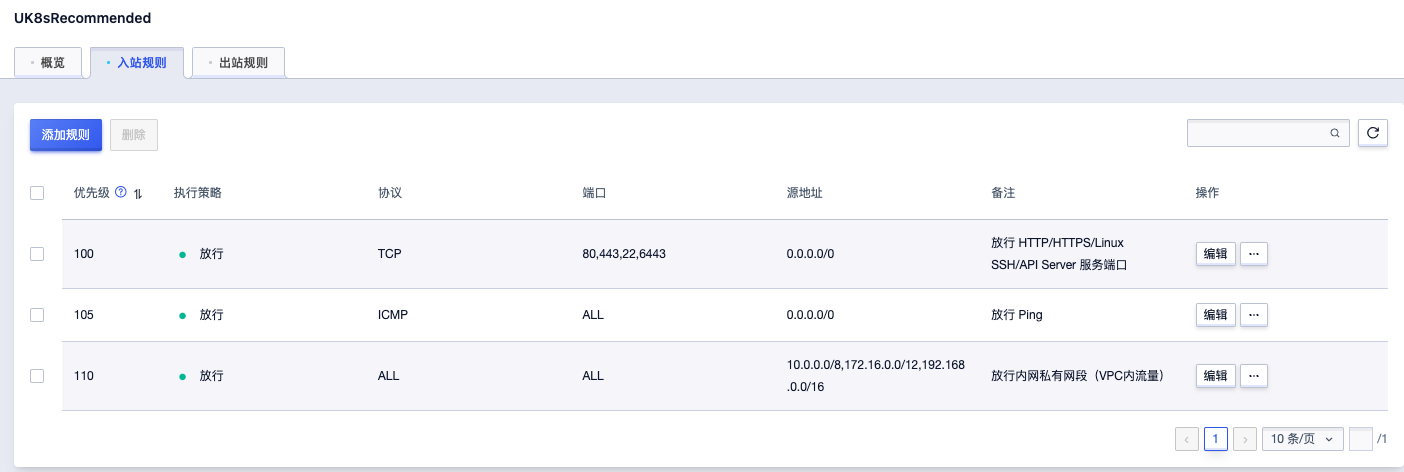 UK8sRecommended
概览
入站规则
出站规则
添加规则
删除
优先级
执行策略
协议
端口
源地址
备注
操作
100
放行
TCP
80,443,22,6443
0.0.0.0/0
放行 HTTP/HTTPS/Linux
SSH/API Server 服务端口
编辑
...
105
放行
ICMP
ALL
0.0.0.0/0
放行 Ping
编辑
...
110
放行
ALL
ALL
10.0.0.0/8,172.16.0.0/12,192.168
.0.0/16
放行内网私有网段（VPC内流量）
编辑
...
1
10 条/页
/1